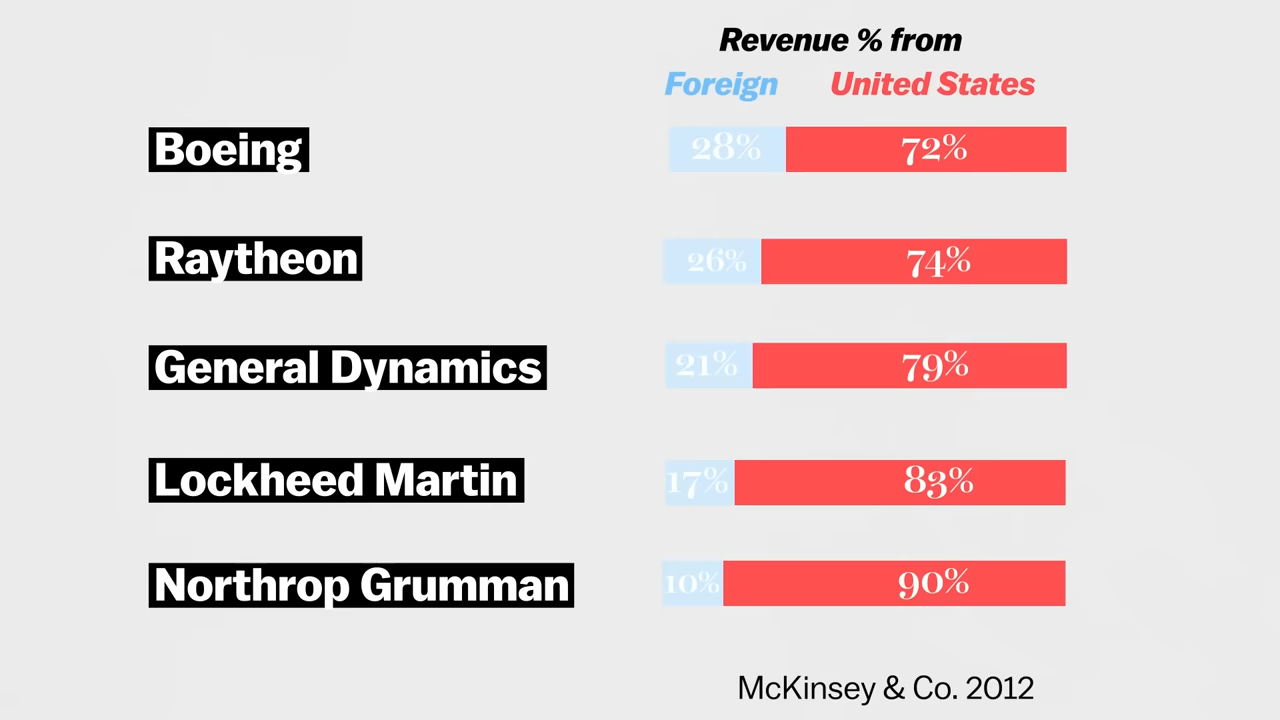 Revenue % from
Foreign United States
Boeing 28% 72%
Raytheon 26% 74%
General Dynamics 21% 79%
Lockheed Martin 17% 83%
Northrop Grumman 10% 90%
McKinsey & Co. 2012